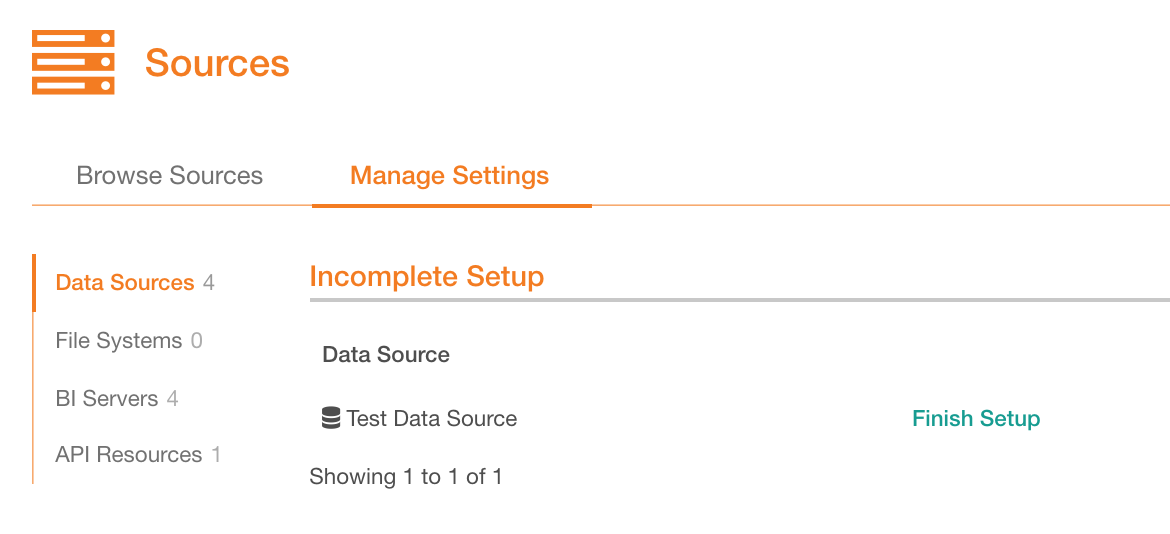 Sources
Browse Sources Manage Settings
Data Sources 4
File Systems 0
BI Servers 4
API Resources 1
Incomplete Setup
Data Source
Test Data Source Finish Setup
Showing 1 to 1 of 1